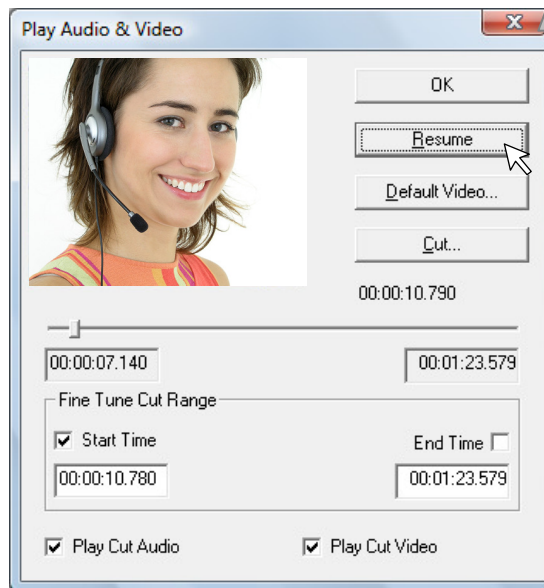 Play Audio & Video
OK
Resume
Default Video...
Cut...
00:00:10.790
00:00:07.140 00:01:23.579
Fine Tune Cut Range
Start Time End Time
00:00:10.780 00:01:23.579
Play Cut Audio Play Cut Video